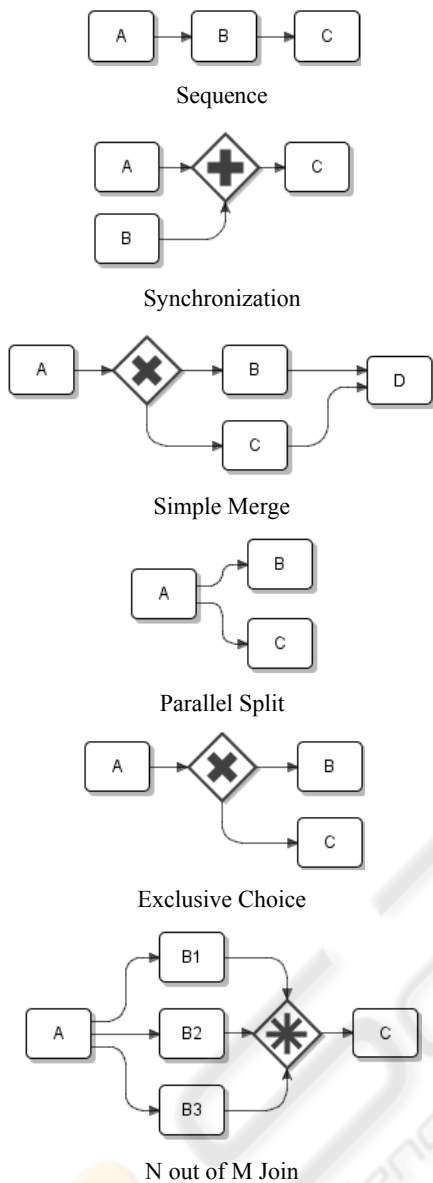 A B C
Sequence
A C
B
Synchronization
A B D
C
Simple Merge
B
A
C
Parallel Split
A B
C
Exclusive Choice
B1
A B2 C
B3
N out of M Join